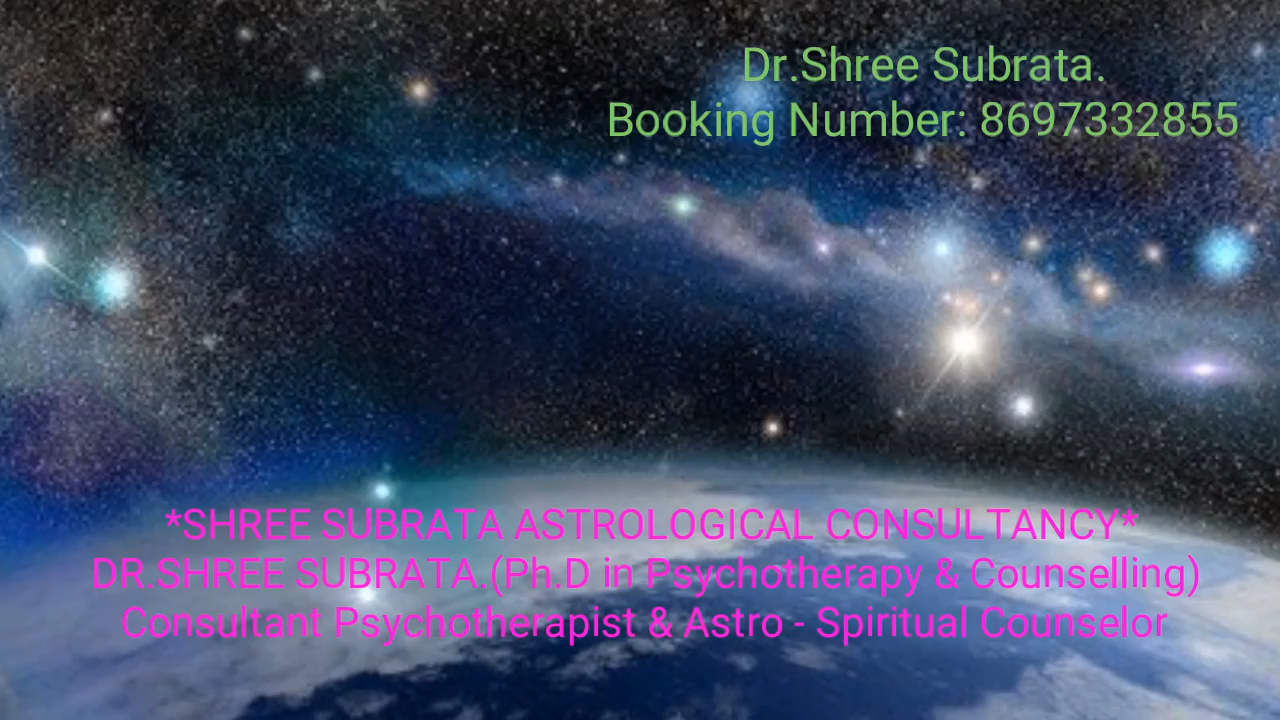 Dr.Shree Subrata.
Booking Number: 8697332855
*SHREE SUBRATA ASTROLOGICAL CONSULTANCY*
DR.SHREE SUBRATA.(Ph.D in Psychotherapy & Counselling)
Consultant Psychotherapist & Astro - Spiritual Counselor